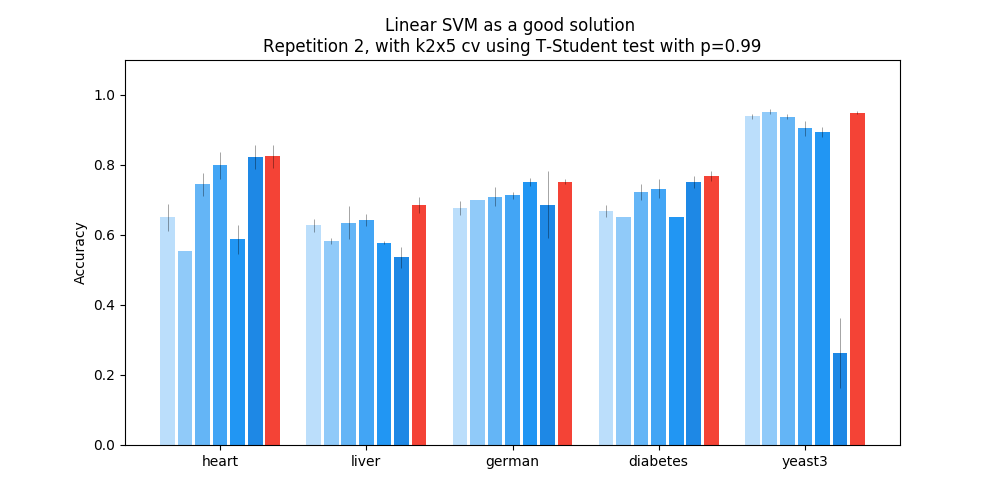 Linear SVM as a good solution
Repetition 2, with k2x5 cv using T-Student test with p=0.99
Accuracy
1.0
0.8
0.6
0.4
0.2
0.0
heart liver german diabetes yeast3